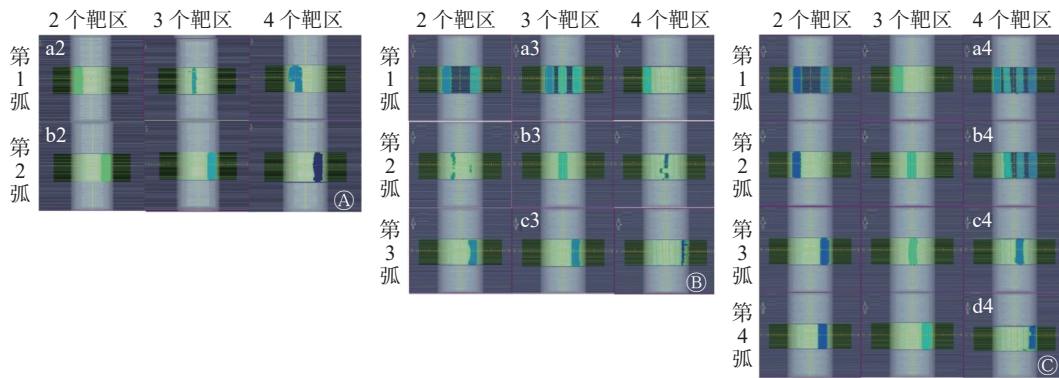 2 个靶区 3 个靶区 4 个靶区
第1弧
a2
第2弧
b2
Ⓐ
2 个靶区 3 个靶区 4 个靶区
第1弧
a3
第2弧
b3
第3弧
c3
Ⓑ
2 个靶区 3 个靶区 4 个靶区
第1弧
a4
第2弧
b4
第3弧
c4
第4弧
d4
Ⓒ